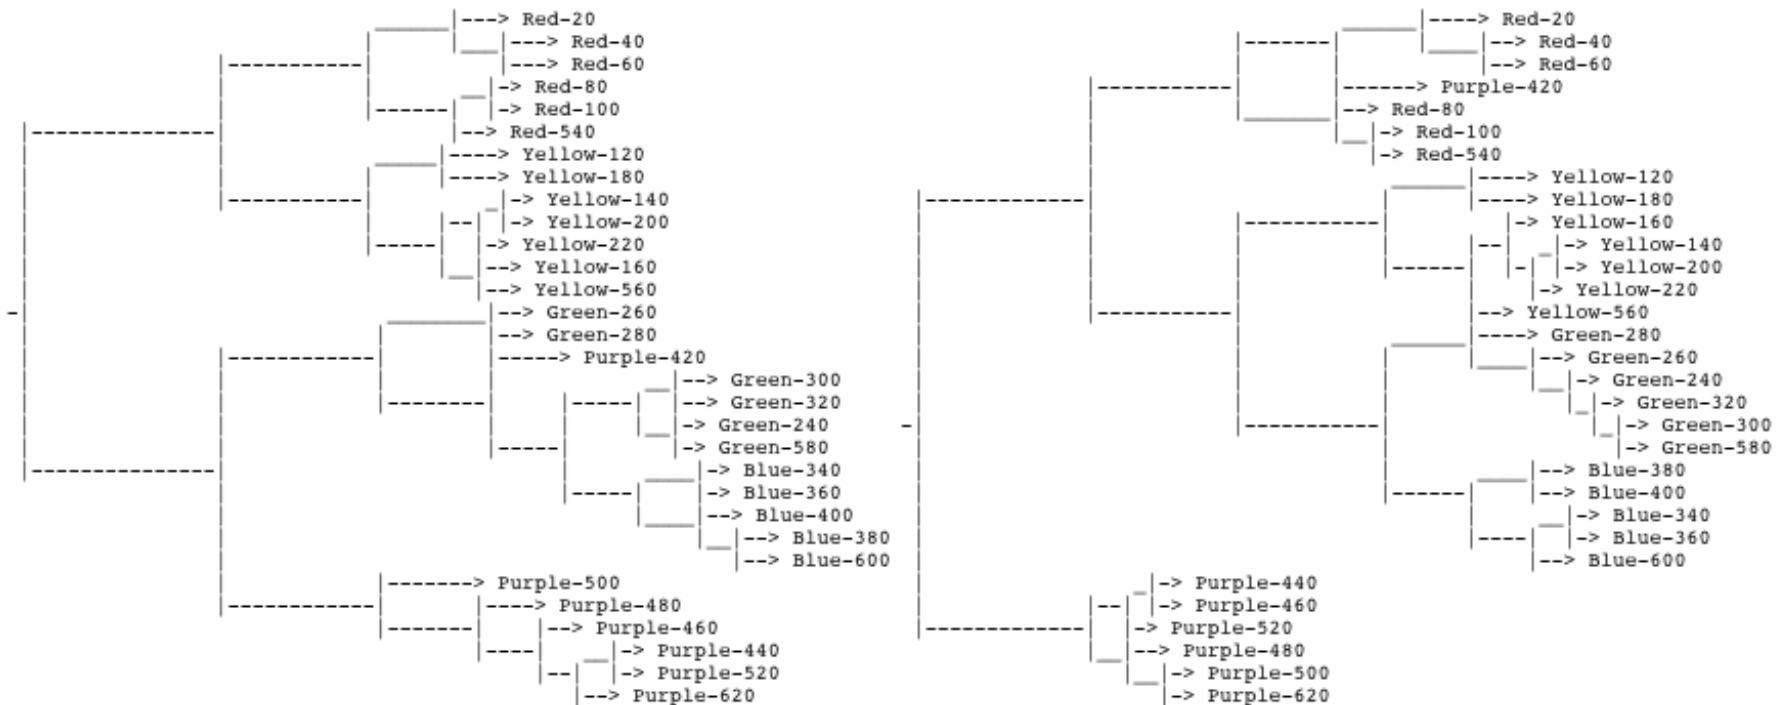 Red-20
Red-40
Red-60
Red-80
Red-100
Red-540
Yellow-120
Yellow-180
Yellow-140
Yellow-200
Yellow-220
Yellow-160
Yellow-560
Green-260
Green-280
Purple-420
Green-300
Green-320
Green-240
Green-580
Blue-340
Blue-360
Blue-400
Blue-380
Blue-600
Purple-500
Purple-480
Purple-460
Purple-440
Purple-520
Purple-620
Red-20
Red-40
Red-60
Purple-420
Red-80
Red-100
Red-540
Yellow-120
Yellow-180
Yellow-160
Yellow-140
Yellow-200
Yellow-220
Yellow-560
Green-280
Green-260
Green-240
Green-320
Green-300
Green-580
Blue-380
Blue-400
Blue-340
Blue-360
Blue-600
Purple-440
Purple-460
Purple-520
Purple-480
Purple-500
Purple-620